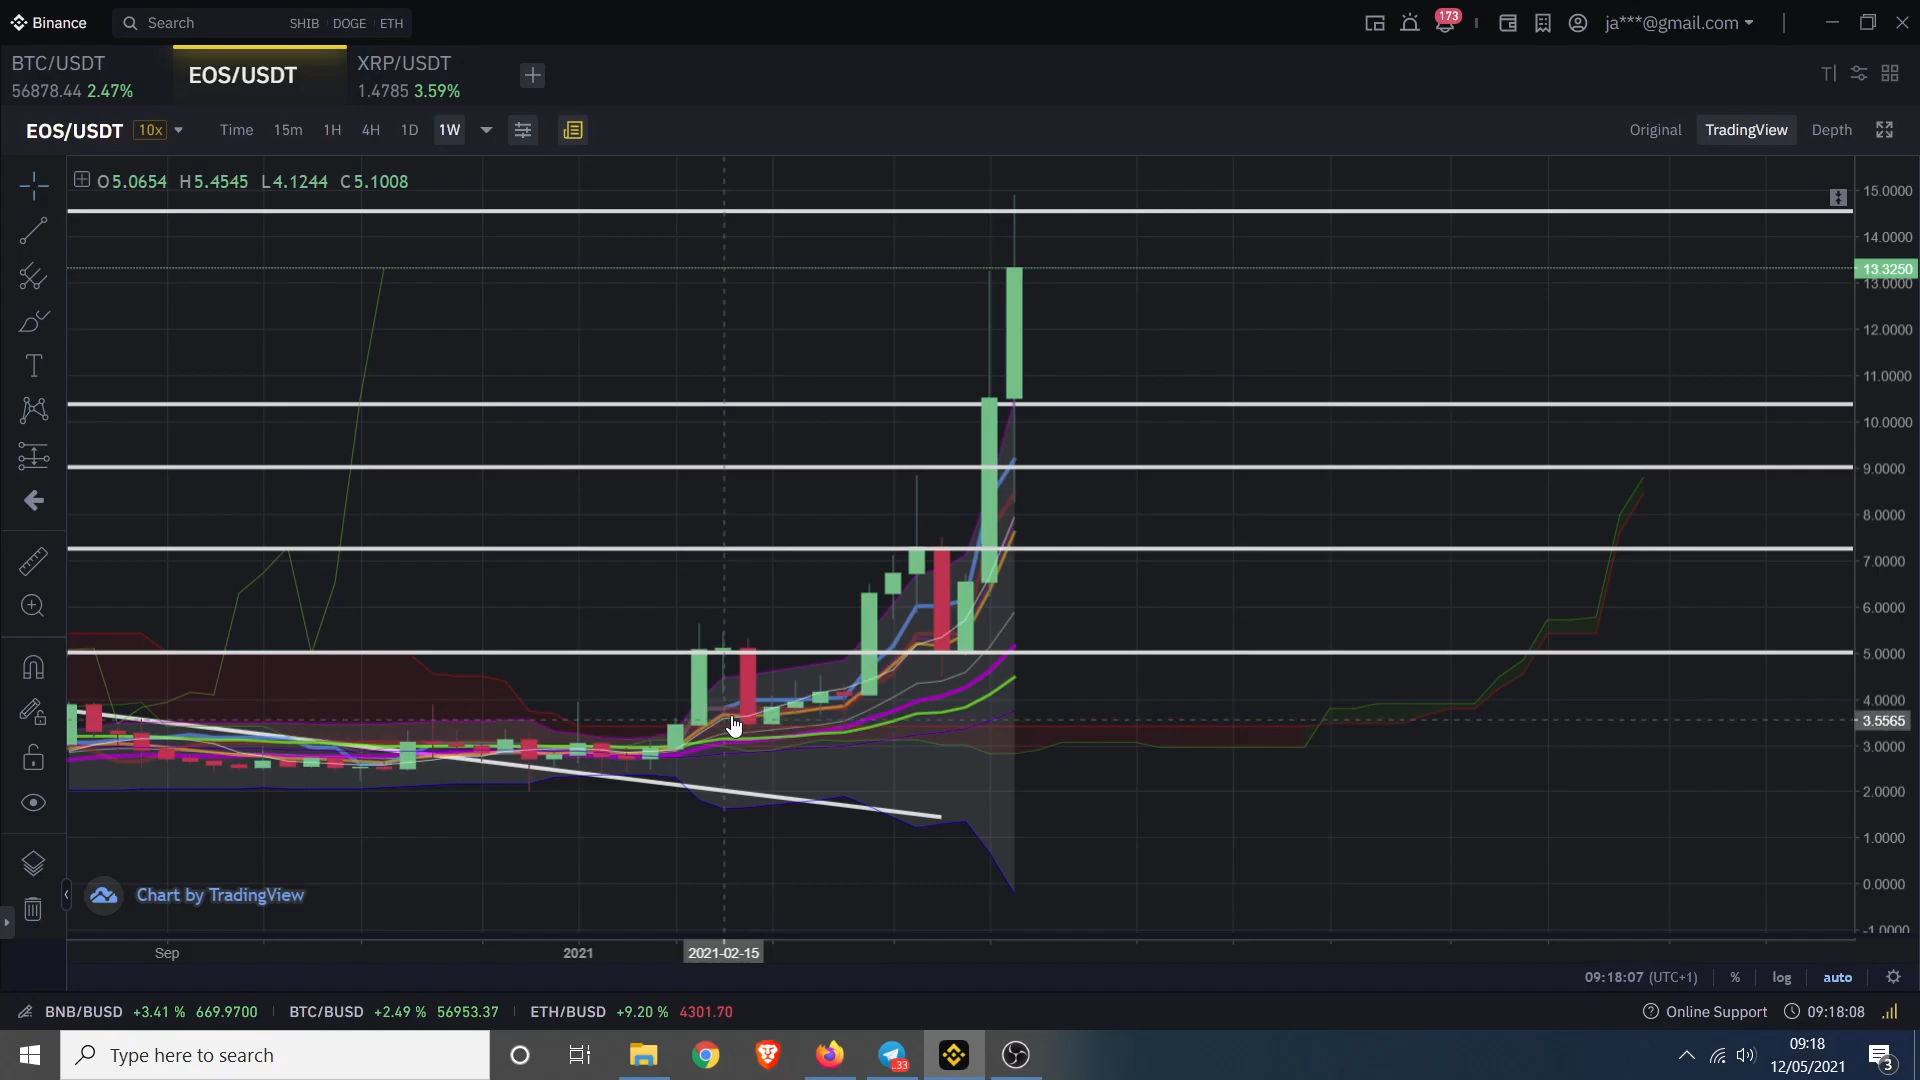 Binance Search SHIB DOGE ETH 173 ja***@gmail.com
BTC/USDT EOS/USDT XRP/USDT
56878.44 2.47% 1.4785 3.59%
EOS/USDT 10x Time 15m 1H 4H 1D 1W Original TradingView Depth
O5.0654 H5.4545 L4.1244 C5.1008
15.0000
14.0000
13.3250
13.0000
12.0000
11.0000
10.0000
9.0000
8.0000
7.0000
6.0000
5.0000
4.0000
3.5565
3.0000
2.0000
1.0000
0.0000
-1.0000
Chart by TradingView
Sep 2021 2021-02-15
09:18:07 (UTC+1) % log auto
BNB/BUSD +3.41 % 669.9700 BTC/BUSD +2.49 % 56953.37 ETH/BUSD +9.20 % 4301.70 Online Support 09:18:08
Type here to search 33 09:18
12/05/2021 3